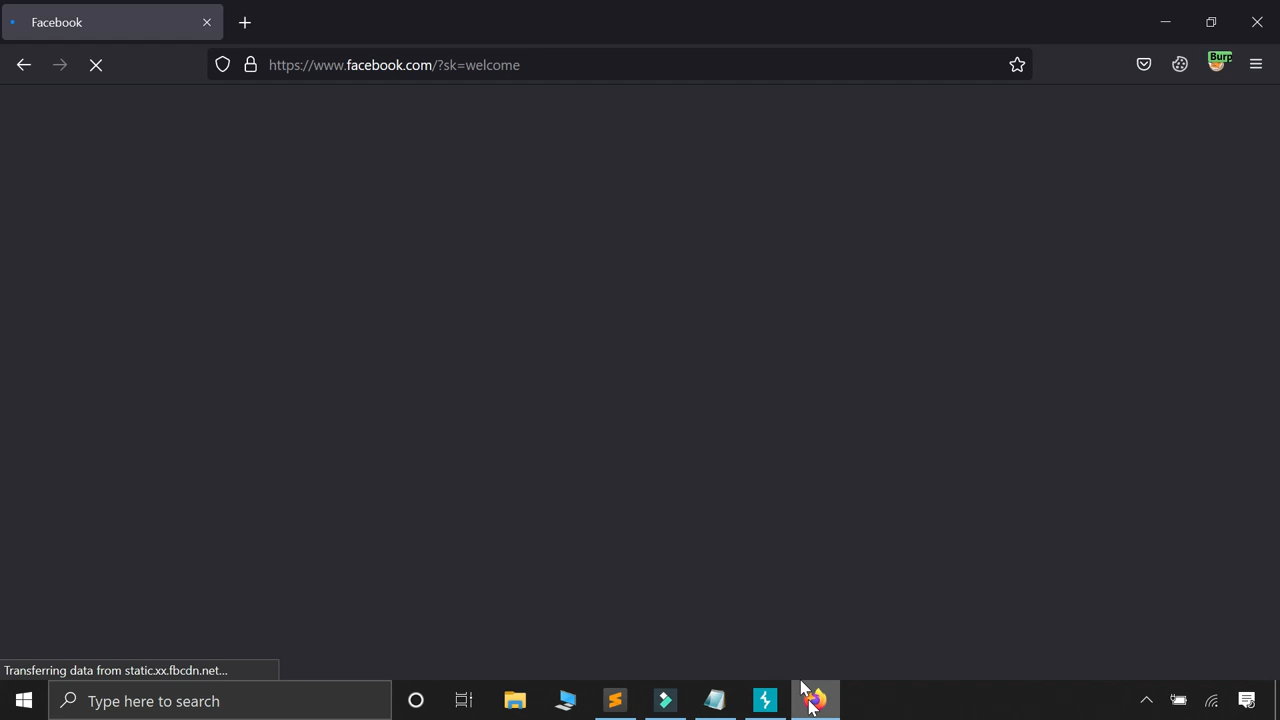 Facebook
https://www.facebook.com/?sk=welcome
Burp
Transferring data from static.xx.fbcdn.net...
Type here to search